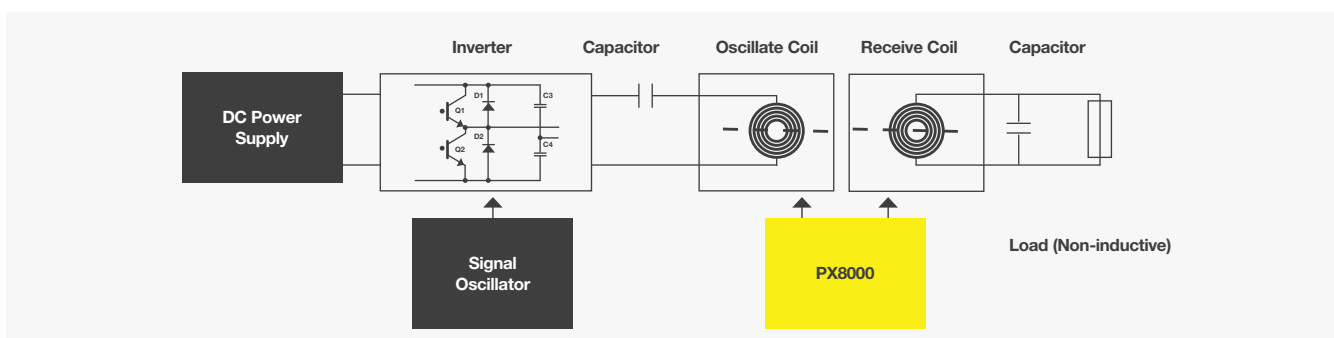 Inverter
Capacitor
Oscillate Coil
Receive Coil
Capacitor
DC Power
Supply
D1
C3
Q1
D2
C4
Q2
Signal
Oscillator
PX8000
Load (Non-inductive)